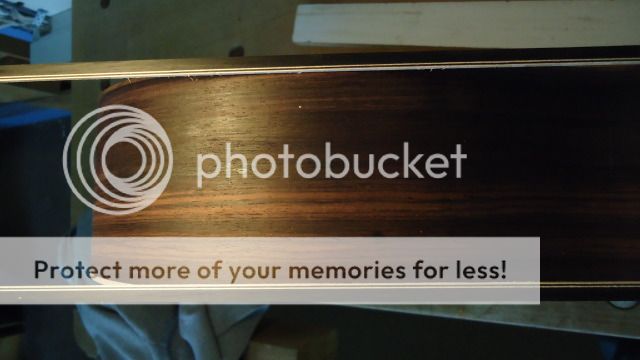 photobucket
Protect more of your memories for less!